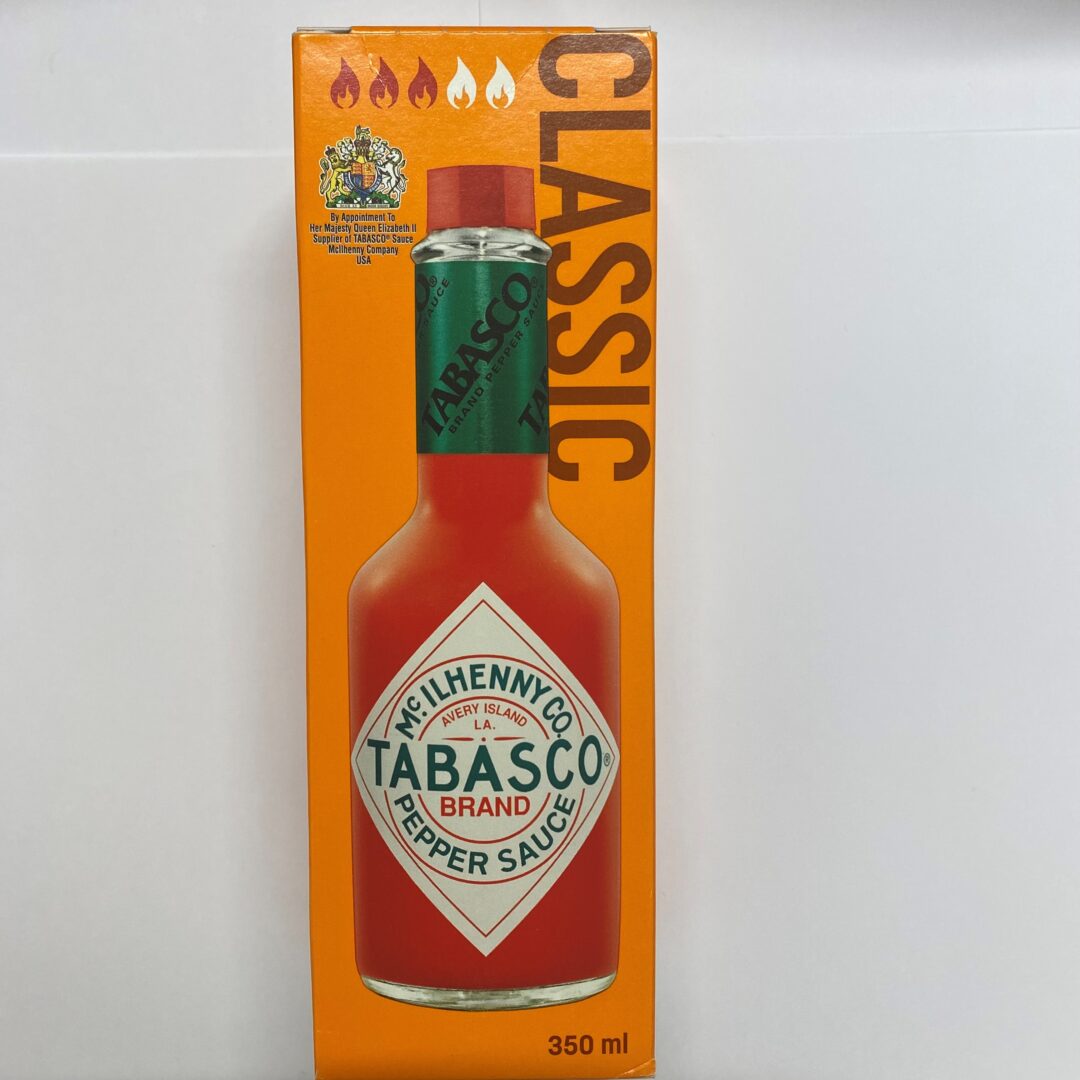 CLASSIC
By Appointment To
Her Majesty Queen Elizabeth II
Supplier of TABASCO® Sauce
McIlhenny Company
USA
TABASCO®
BRAND PEPPER SAUCE
McILHENNY CO.
AVERY ISLAND
LA.
TABASCO®
BRAND
PEPPER SAUCE
350 ml